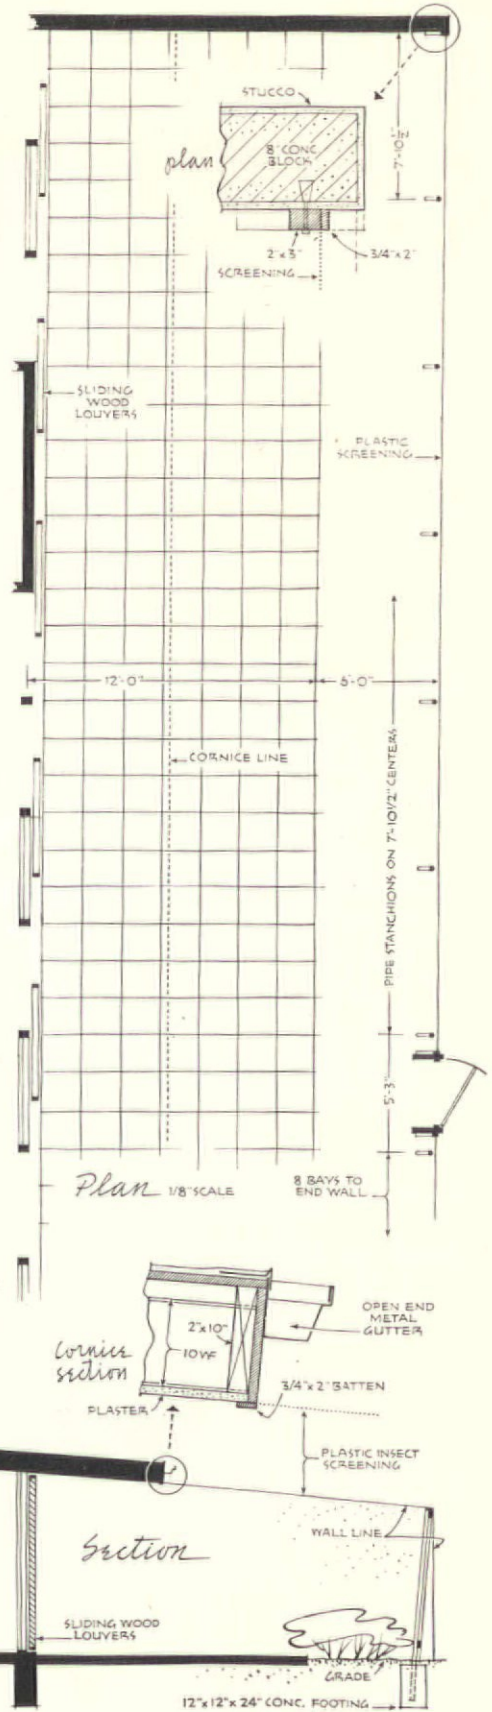 STUCCO
plan
8" CONC.
BLOCK
7'-10½"
2"x3"
3/4"x2"
SCREENING
SLIDING
WOOD
LOUVERS
PLASTIC
SCREENING
12'-0"
5'-0"
CORNICE LINE
PIPE STANCHIONS ON 7'-10 1/2" CENTERS
5'-3"
Plan 1/8" SCALE
8 BAYS TO
END WALL
OPEN END
METAL
GUTTER
2"x10"
10WF
Cornice
section
3/4"x2" BATTEN
PLASTER
PLASTIC INSECT
SCREENING
WALL LINE
Section
SLIDING WOOD
LOUVERS
GRADE
12"x12"x24" CONC. FOOTING